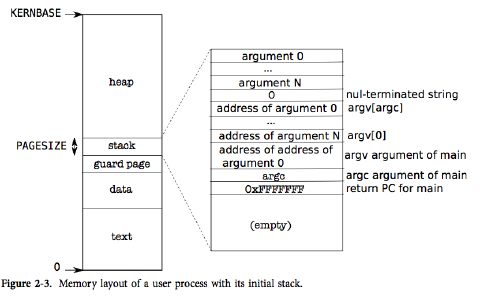 KERNBASE
heap
PAGESIZE
stack
guard page
data
text
0
argument 0
...
argument N
0
nul-terminated string
address of argument 0
argv[argc]
...
address of argument N
argv[0]
address of address of
argument 0
argv argument of main
argc
argc argument of main
0xFFFFFFF
return PC for main
(empty)
Figure 2-3. Memory layout of a user process with its initial stack.